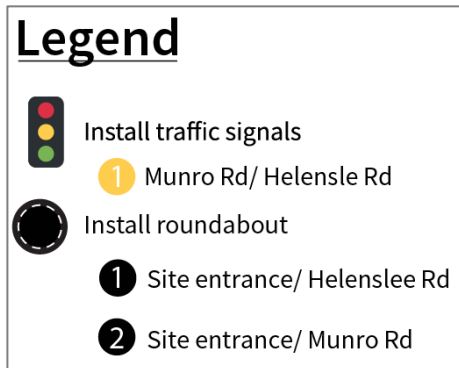 Legend
Install traffic signals
1 Munro Rd/ Helensle Rd
Install roundabout
1 Site entrance/ Helenslee Rd
2 Site entrance/ Munro Rd